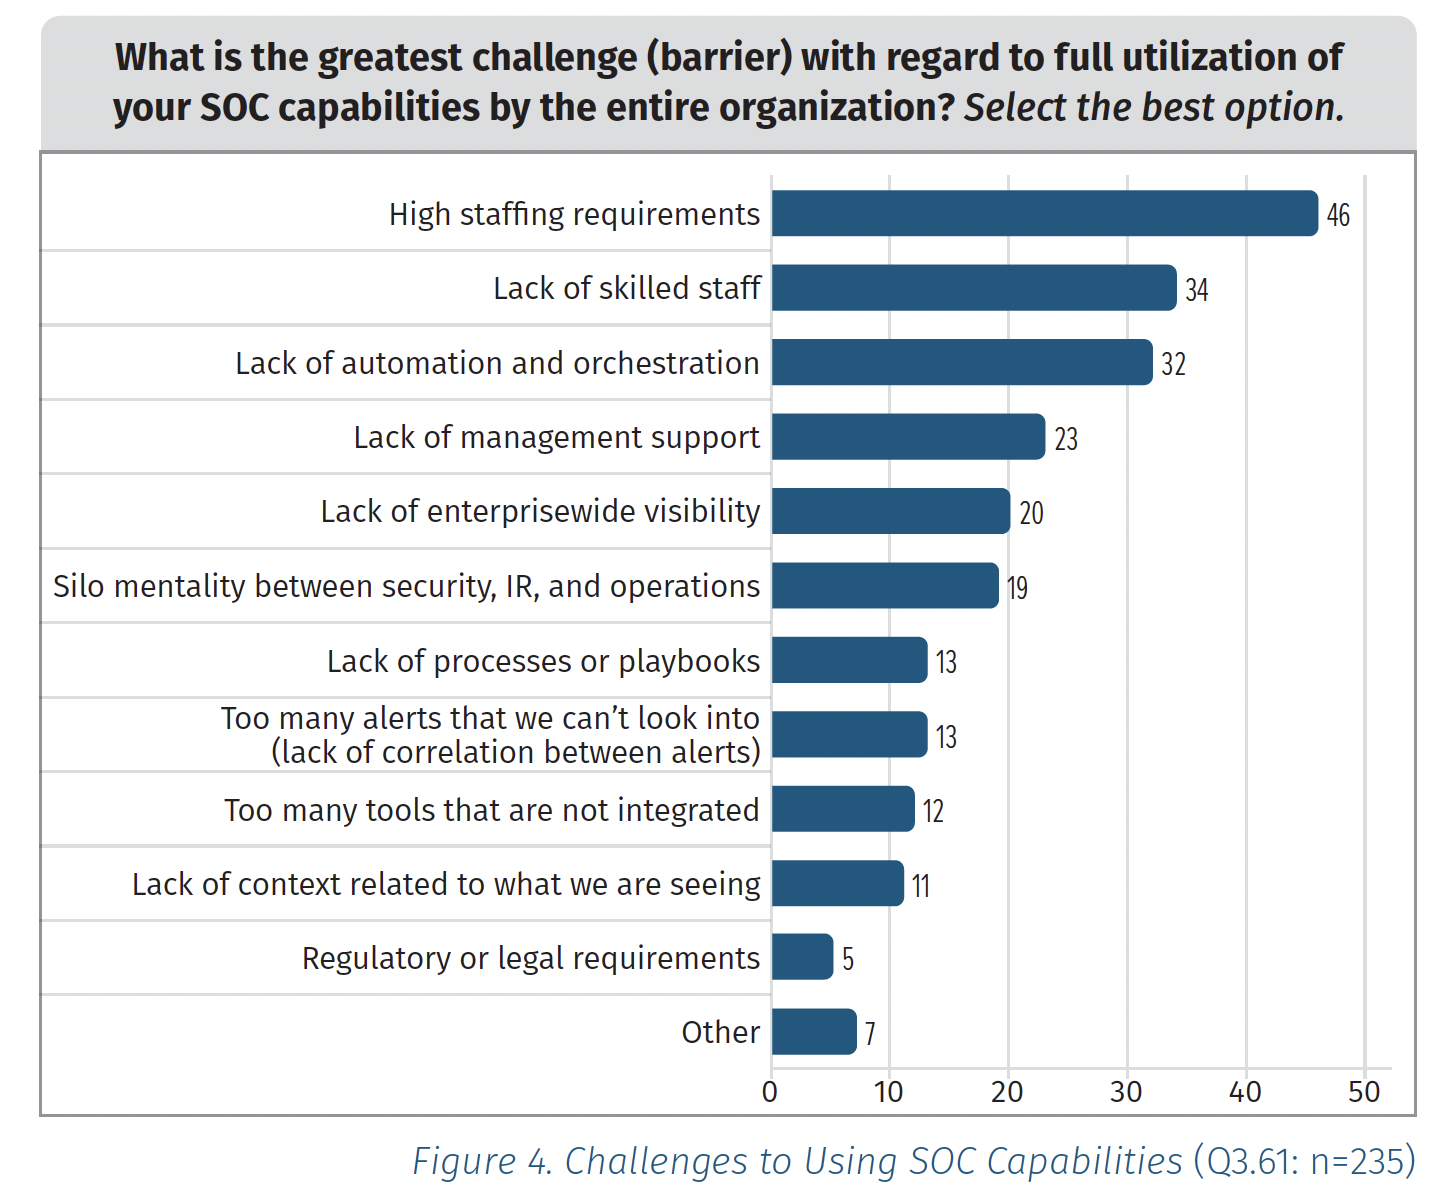 What is the greatest challenge (barrier) with regard to full utilization of
your SOC capabilities by the entire organization? Select the best option.
High staffing requirements 46
Lack of skilled staff 34
Lack of automation and orchestration 32
Lack of management support 23
Lack of enterprisewide visibility 20
Silo mentality between security, IR, and operations 19
Lack of processes or playbooks 13
Too many alerts that we can’t look into
(lack of correlation between alerts) 13
Too many tools that are not integrated 12
Lack of context related to what we are seeing 11
Regulatory or legal requirements 5
Other 7
0 10 20 30 40 50
Figure 4. Challenges to Using SOC Capabilities (Q3.61: n=235)